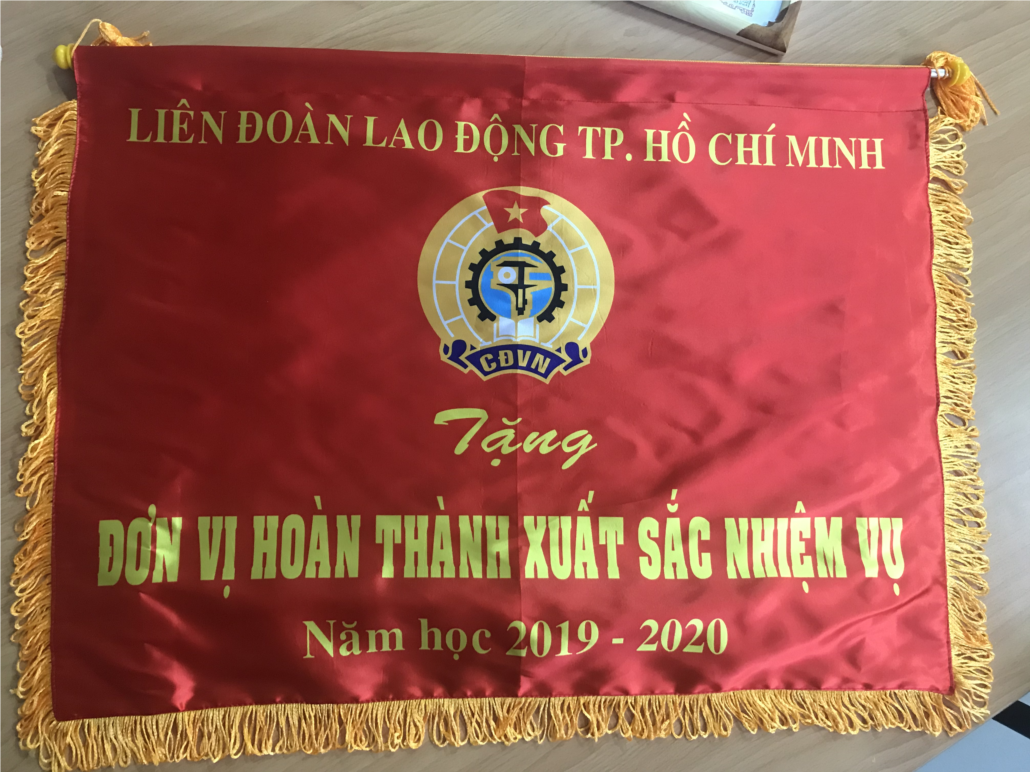 LIÊN ĐOÀN LAO ĐỘNG TP. HỒ CHÍ MINH
CĐVN
Tặng
ĐƠN VỊ HOÀN THÀNH XUẤT SẮC NHIỆM VỤ
Năm học 2019 - 2020